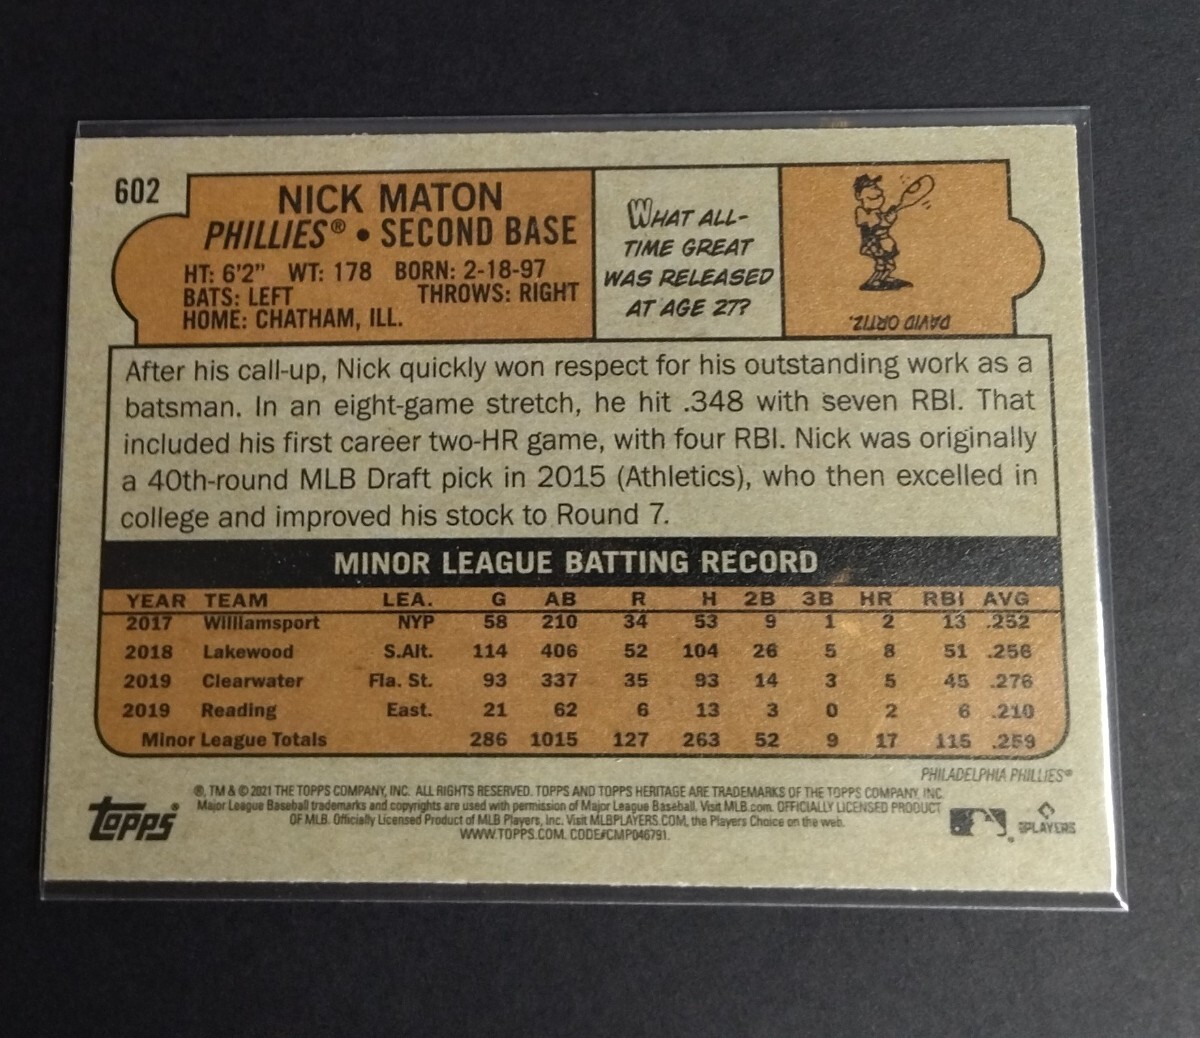 602
NICK MATON
PHILLIES® • SECOND BASE
HT: 6'2" WT: 178 BORN: 2-18-97
BATS: LEFT THROWS: RIGHT
HOME: CHATHAM, ILL.
WHAT ALL-
TIME GREAT
WAS RELEASED
AT AGE 27?
DAVID ORTIZ.
After his call-up, Nick quickly won respect for his outstanding work as a
batsman. In an eight-game stretch, he hit .348 with seven RBI. That
included his first career two-HR game, with four RBI. Nick was originally
a 40th-round MLB Draft pick in 2015 (Athletics), who then excelled in
college and improved his stock to Round 7.
MINOR LEAGUE BATTING RECORD
YEAR TEAM LEA. G AB R H 2B 3B HR RBI AVG
2017 Williamsport NYP 58 210 34 53 9 1 2 13 .252
2018 Lakewood S.Alt. 114 406 52 104 26 5 8 51 .256
2019 Clearwater Fla. St. 93 337 35 93 14 3 5 45 .276
2019 Reading East. 21 62 6 13 3 0 2 6 .210
Minor League Totals 286 1015 127 263 52 9 17 115 .259
PHILADELPHIA PHILLIES®
®, TM & © 2021 THE TOPPS COMPANY, INC. ALL RIGHTS RESERVED. TOPPS AND TOPPS HERITAGE ARE TRADEMARKS OF THE TOPPS COMPANY, INC.
Major League Baseball trademarks and copyrights are used with permission of Major League Baseball. Visit MLB.com. OFFICIALLY LICENSED PRODUCT
OF MLB. Officially Licensed Product of MLB Players, Inc. Visit MLBPLAYERS.COM, the Players Choice on the web.
WWW.TOPPS.COM. CODE#CMP046791.
Topps®
PLAYERS